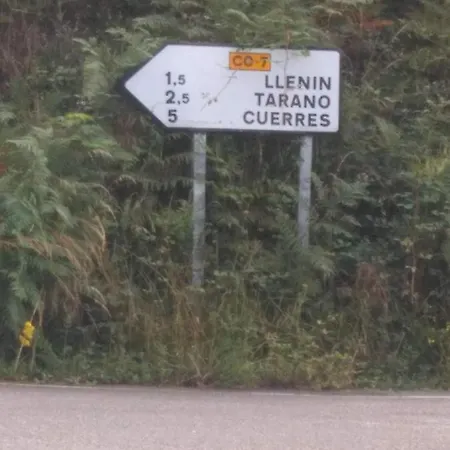 CO-7
1,5 LLENIN
2,5 TARANO
5 CUERRES